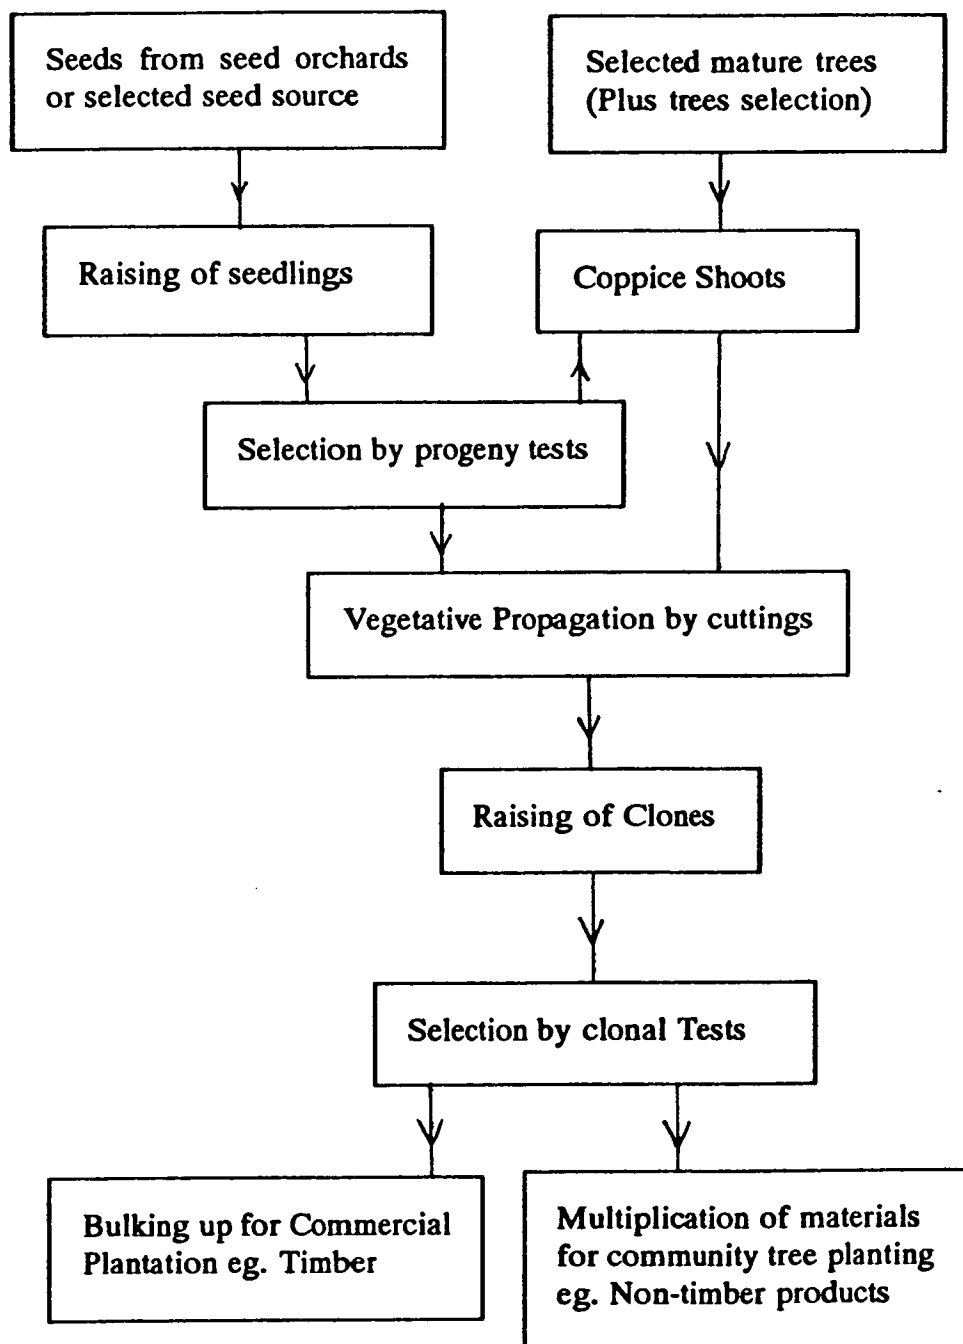 Seeds from seed orchards
or selected seed source
Selected mature trees
(Plus trees selection)
Raising of seedlings
Coppice Shoots
Selection by progeny tests
Vegetative Propagation by cuttings
Raising of Clones
Selection by clonal Tests
Bulking up for Commercial
Plantation eg. Timber
Multiplication of materials
for community tree planting
eg. Non-timber products